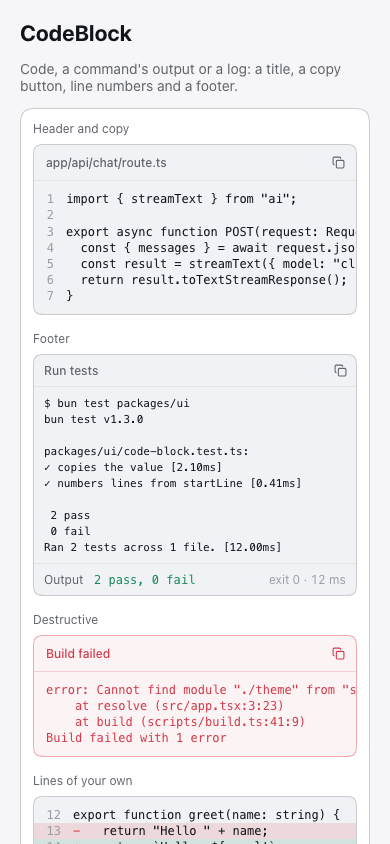 CodeBlock
Code, a command's output or a log: a title, a copy
button, line numbers and a footer.
Header and copy
app/api/chat/route.ts
1 import { streamText } from "ai";
2
3 export async function POST(request: Requ
4   const { messages } = await request.jso
5   const result = streamText({ model: "cl
6   return result.toTextStreamResponse();
7 }
Footer
Run tests
$ bun test packages/ui
bun test v1.3.0
packages/ui/code-block.test.ts:
✓ copies the value [2.10ms]
✓ numbers lines from startLine [0.41ms]
 2 pass
 0 fail
Ran 2 tests across 1 file. [12.00ms]
Output 2 pass, 0 fail exit 0 · 12 ms
Destructive
Build failed
error: Cannot find module "./theme" from "s
    at resolve (src/app.tsx:3:23)
    at build (scripts/build.ts:41:9)
Build failed with 1 error
Lines of your own
12 export function greet(name: string) {
13 −   return "Hello " + name;